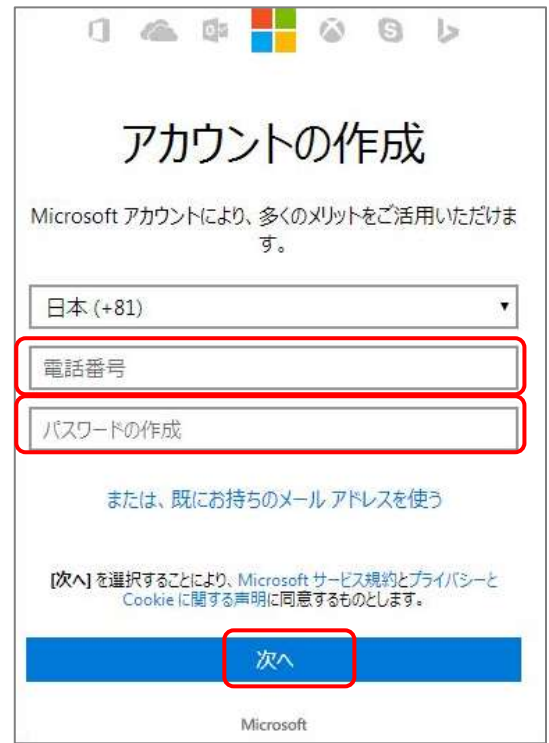 アカウントの作成
Microsoft アカウントにより、多くのメリットをご活用いただけま
す。
日本 (+81)
電話番号
パスワードの作成
または、既にお持ちのメール アドレスを使う
[次へ] を選択することにより、Microsoft サービス規約とプライバシーと
Cookie に関する声明に同意するものとします。
次へ
Microsoft